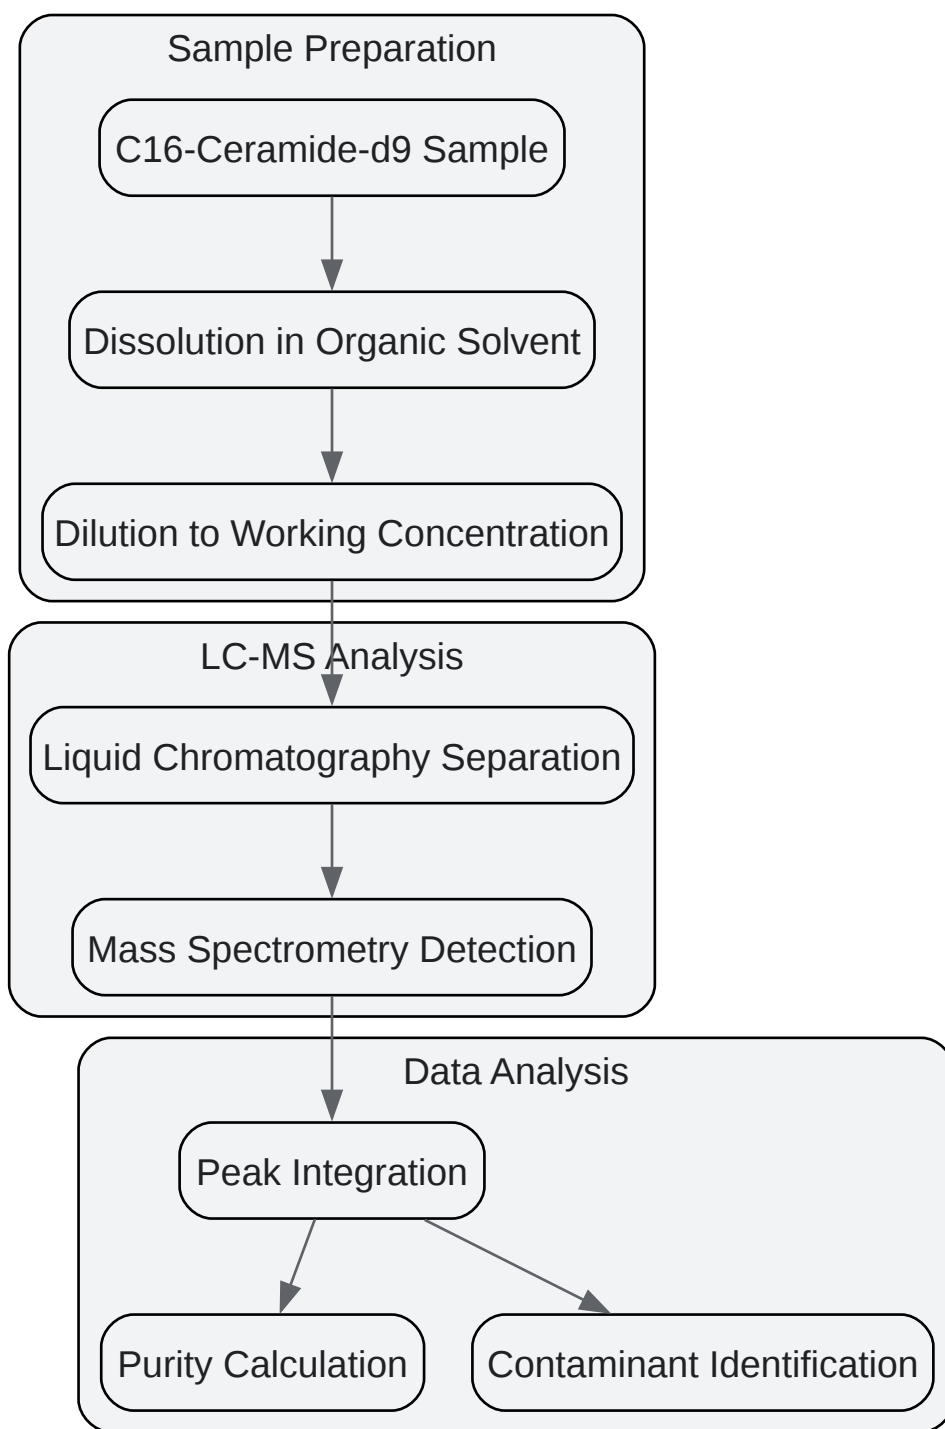 Sample Preparation
C16-Ceramide-d9 Sample
Dissolution in Organic Solvent
Dilution to Working Concentration
LC-MS Analysis
Liquid Chromatography Separation
Mass Spectrometry Detection
Data Analysis
Peak Integration
Purity Calculation
Contaminant Identification